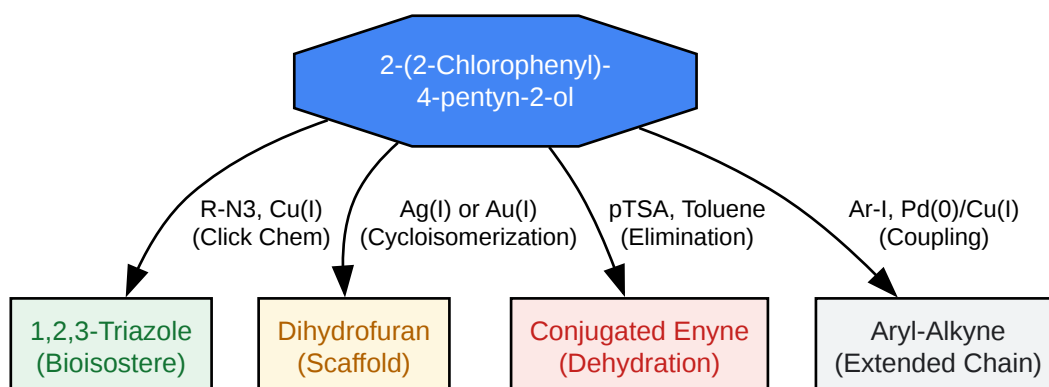 2-(2-Chlorophenyl)-
4-pentyn-2-ol
R-N3, Cu(I)
(Click Chem)
Ag(I) or Au(I)
(Cycloisomerization)
pTSA, Toluene
(Elimination)
Ar-I, Pd(0)/Cu(I)
(Coupling)
1,2,3-Triazole
(Bioisostere)
Dihydrofuran
(Scaffold)
Conjugated Enyne
(Dehydration)
Aryl-Alkyne
(Extended Chain)